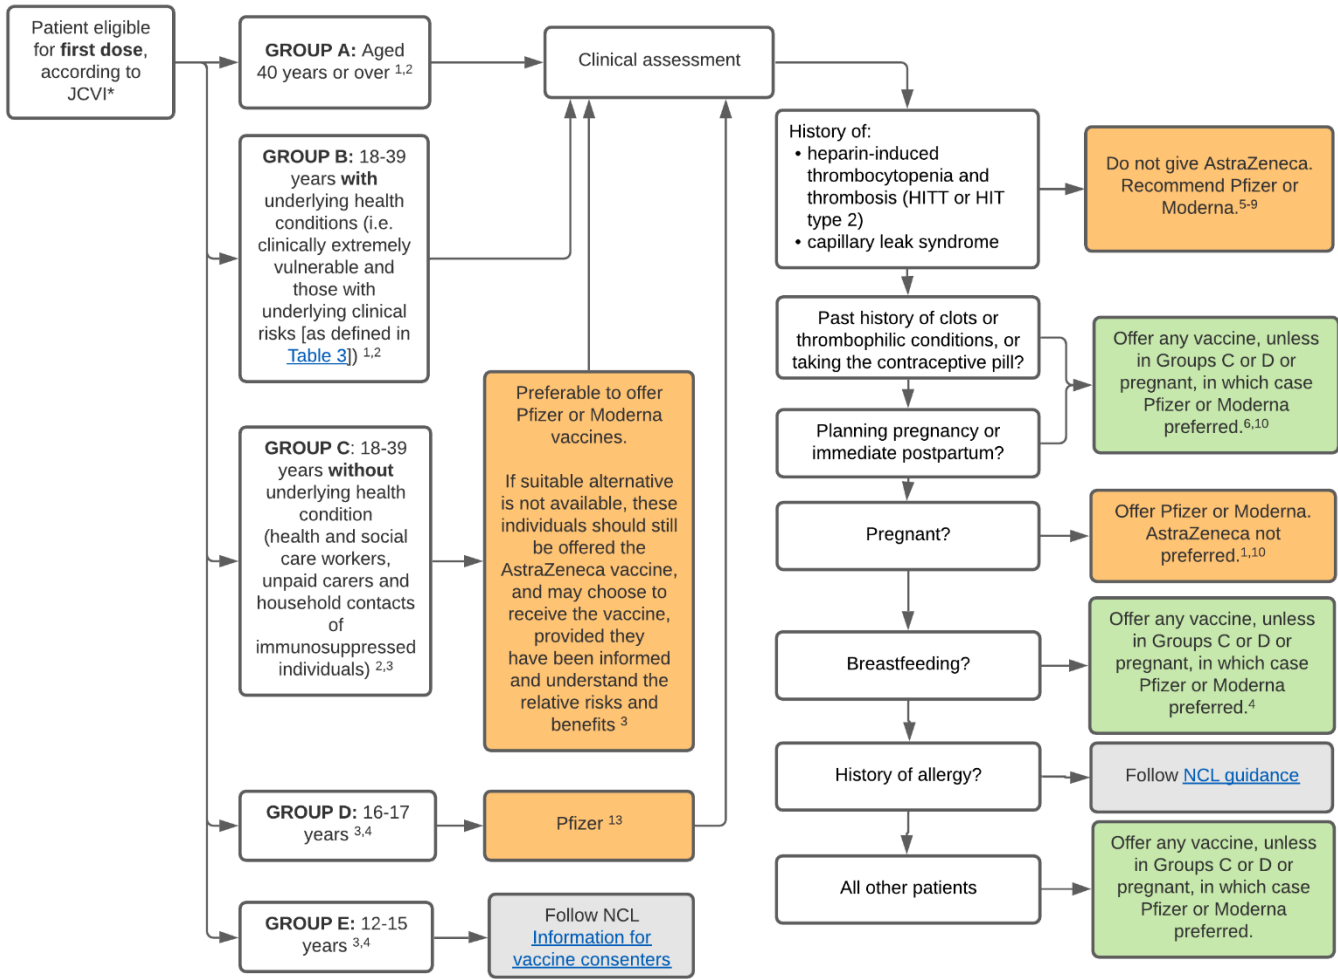 Patient eligible
for first dose,
according to
JCVI*
GROUP A: Aged
40 years or over 1,2
Clinical assessment
GROUP B: 18-39
years with
underlying health
conditions (i.e.
clinically extremely
vulnerable and
those with
underlying clinical
risks [as defined in
Table 3]) 1,2
GROUP C: 18-39
years without
underlying health
condition
(health and social
care workers,
unpaid carers and
household contacts
of
immunosuppressed
individuals) 2,3
Preferable to offer
Pfizer or Moderna
vaccines.
If suitable alternative
is not available, these
individuals should still
be offered the
AstraZeneca vaccine,
and may choose to
receive the vaccine,
provided they
have been informed
and understand the
relative risks and
benefits 3
GROUP D: 16-17
years 3,4
Pfizer 13
GROUP E: 12-15
years 3,4
Follow NCL
Information for
vaccine consenters
History of:
• heparin-induced
thrombocytopenia and
thrombosis (HITT or HIT
type 2)
• capillary leak syndrome
Do not give AstraZeneca.
Recommend Pfizer or
Moderna.5-9
Past history of clots or
thrombophilic conditions, or
taking the contraceptive pill?
Planning pregnancy or
immediate postpartum?
Offer any vaccine, unless
in Groups C or D or
pregnant, in which case
Pfizer or Moderna
preferred.6,10
Pregnant?
Offer Pfizer or Moderna.
AstraZeneca not
preferred.1,10
Breastfeeding?
Offer any vaccine, unless
in Groups C or D or
pregnant, in which case
Pfizer or Moderna
preferred.4
History of allergy?
Follow NCL guidance
All other patients
Offer any vaccine, unless
in Groups C or D or
pregnant, in which case
Pfizer or Moderna
preferred.